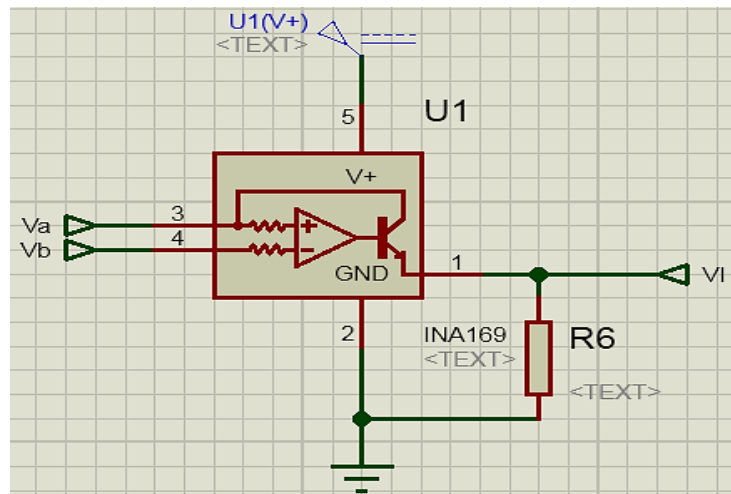 U1(V+)
<TEXT>
5
U1
V+
Va
3
Vb
4
1
VI
GND
2
INA169
<TEXT>
R6
<TEXT>